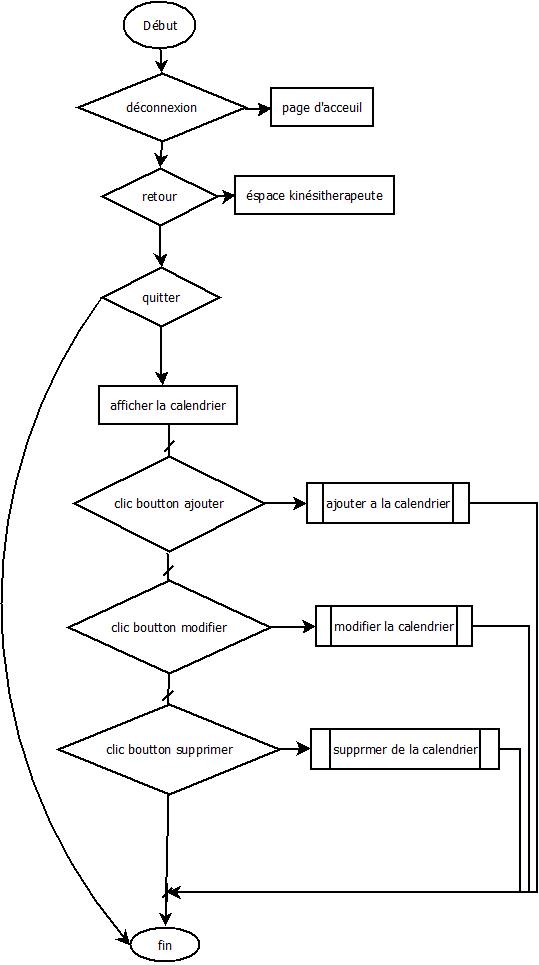 Début
déconnexion
page d'acceuil
retour
éspace kinésitherapeute
quitter
afficher la calendrier
clic boutton ajouter
ajouter a la calendrier
clic boutton modifier
modifier la calendrier
clic boutton supprimer
supprmer de la calendrier
fin